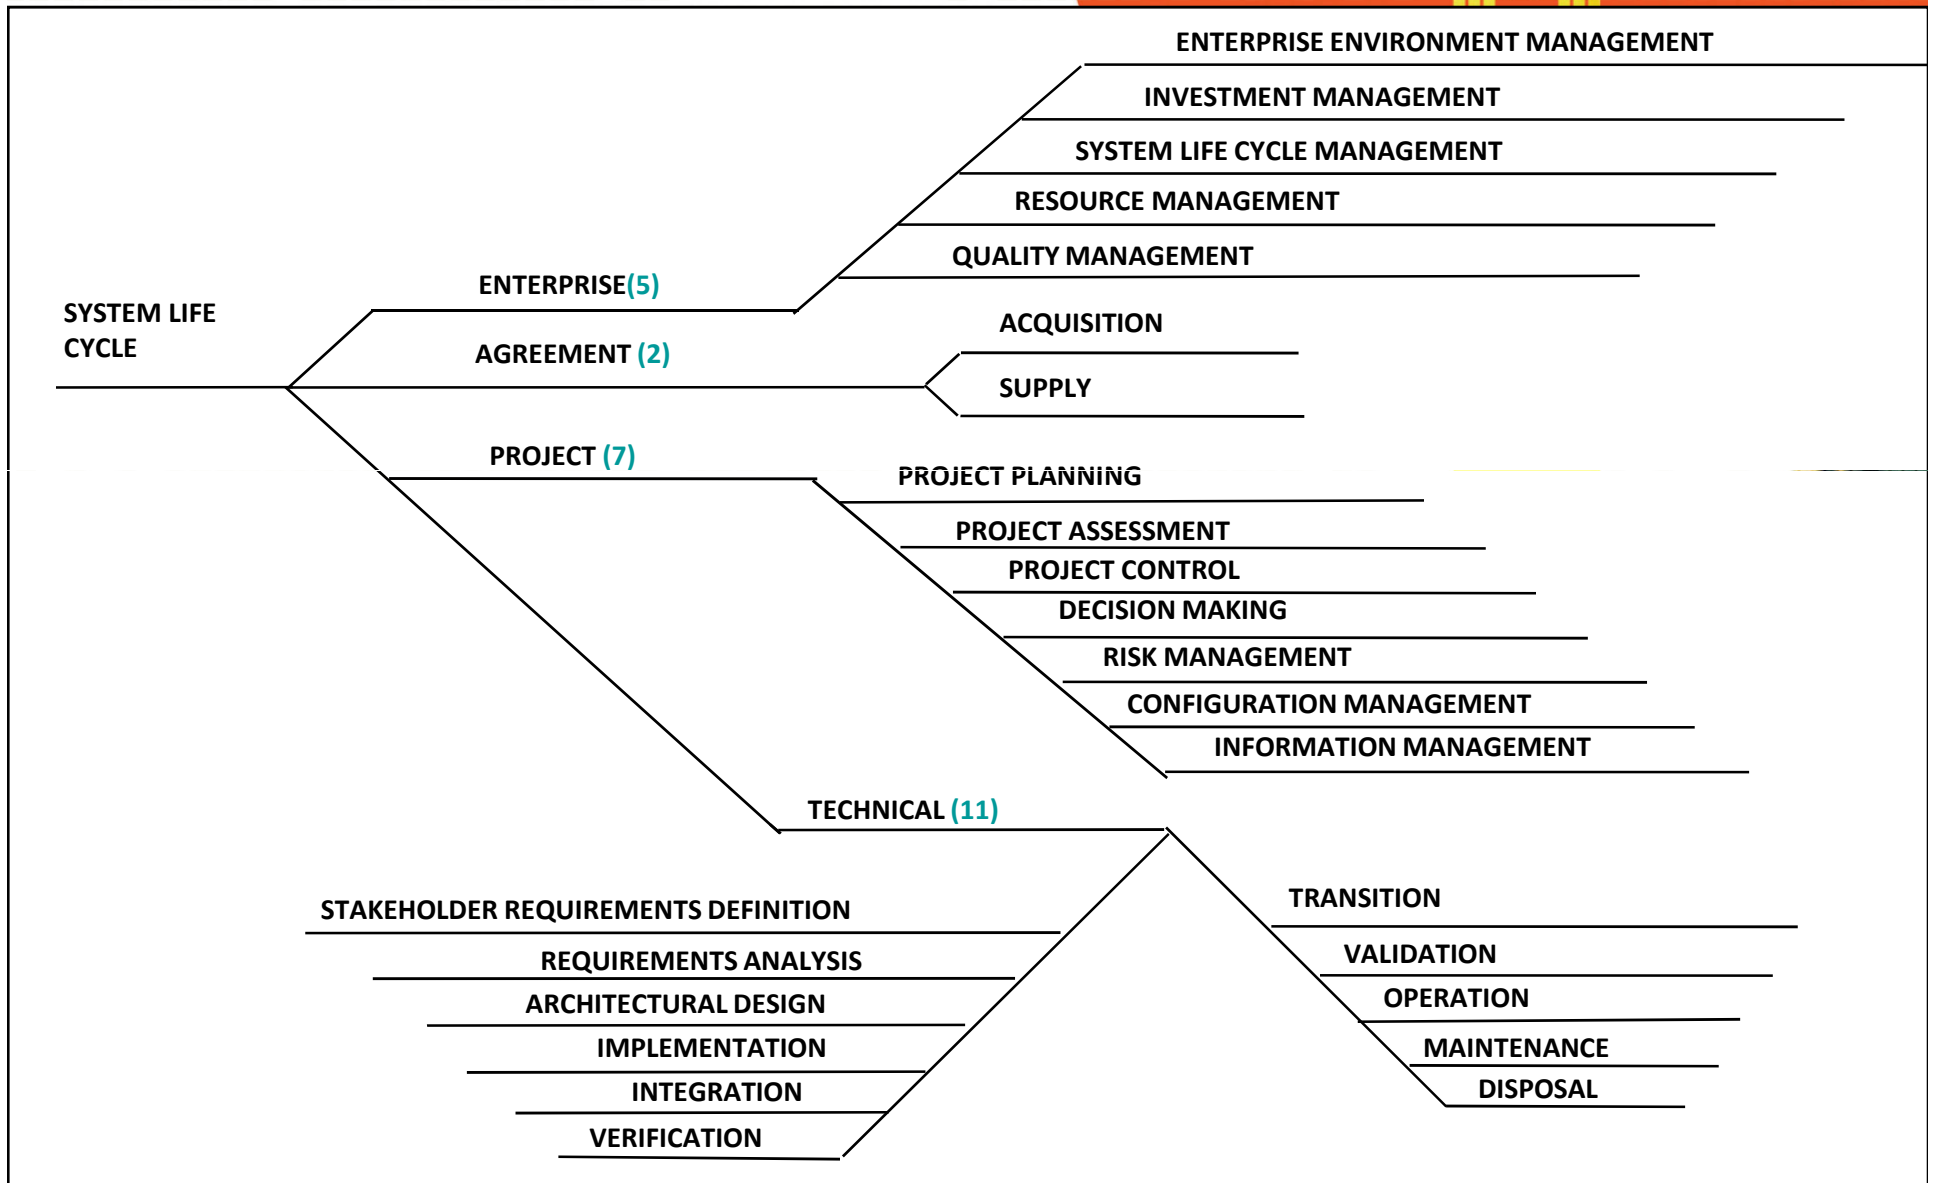 ENTERPRISE ENVIRONMENT MANAGEMENT
INVESTMENT MANAGEMENT
SYSTEM LIFE CYCLE MANAGEMENT
RESOURCE MANAGEMENT
QUALITY MANAGEMENT
ENTERPRISE(5)
SYSTEM LIFE
CYCLE
ACQUISITION
AGREEMENT (2)
SUPPLY
PROJECT (7)
PROJECT PLANNING
PROJECT ASSESSMENT
PROJECT CONTROL
DECISION MAKING
RISK MANAGEMENT
CONFIGURATION MANAGEMENT
INFORMATION MANAGEMENT
TECHNICAL (11)
STAKEHOLDER REQUIREMENTS DEFINITION
REQUIREMENTS ANALYSIS
ARCHITECTURAL DESIGN
IMPLEMENTATION
INTEGRATION
VERIFICATION
TRANSITION
VALIDATION
OPERATION
MAINTENANCE
DISPOSAL